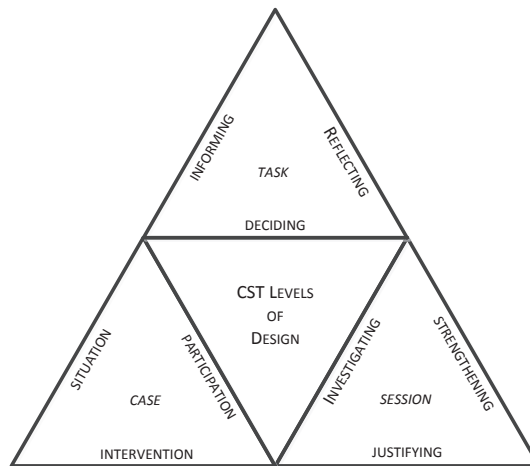 INFORMING
REFLECTING
TASK
DECIDING
CST LEVELS
OF
DESIGN
SITUATION
PARTICIPATION
CASE
INTERVENTION
INVESTIGATING
STRENGTHENING
SESSION
JUSTIFYING